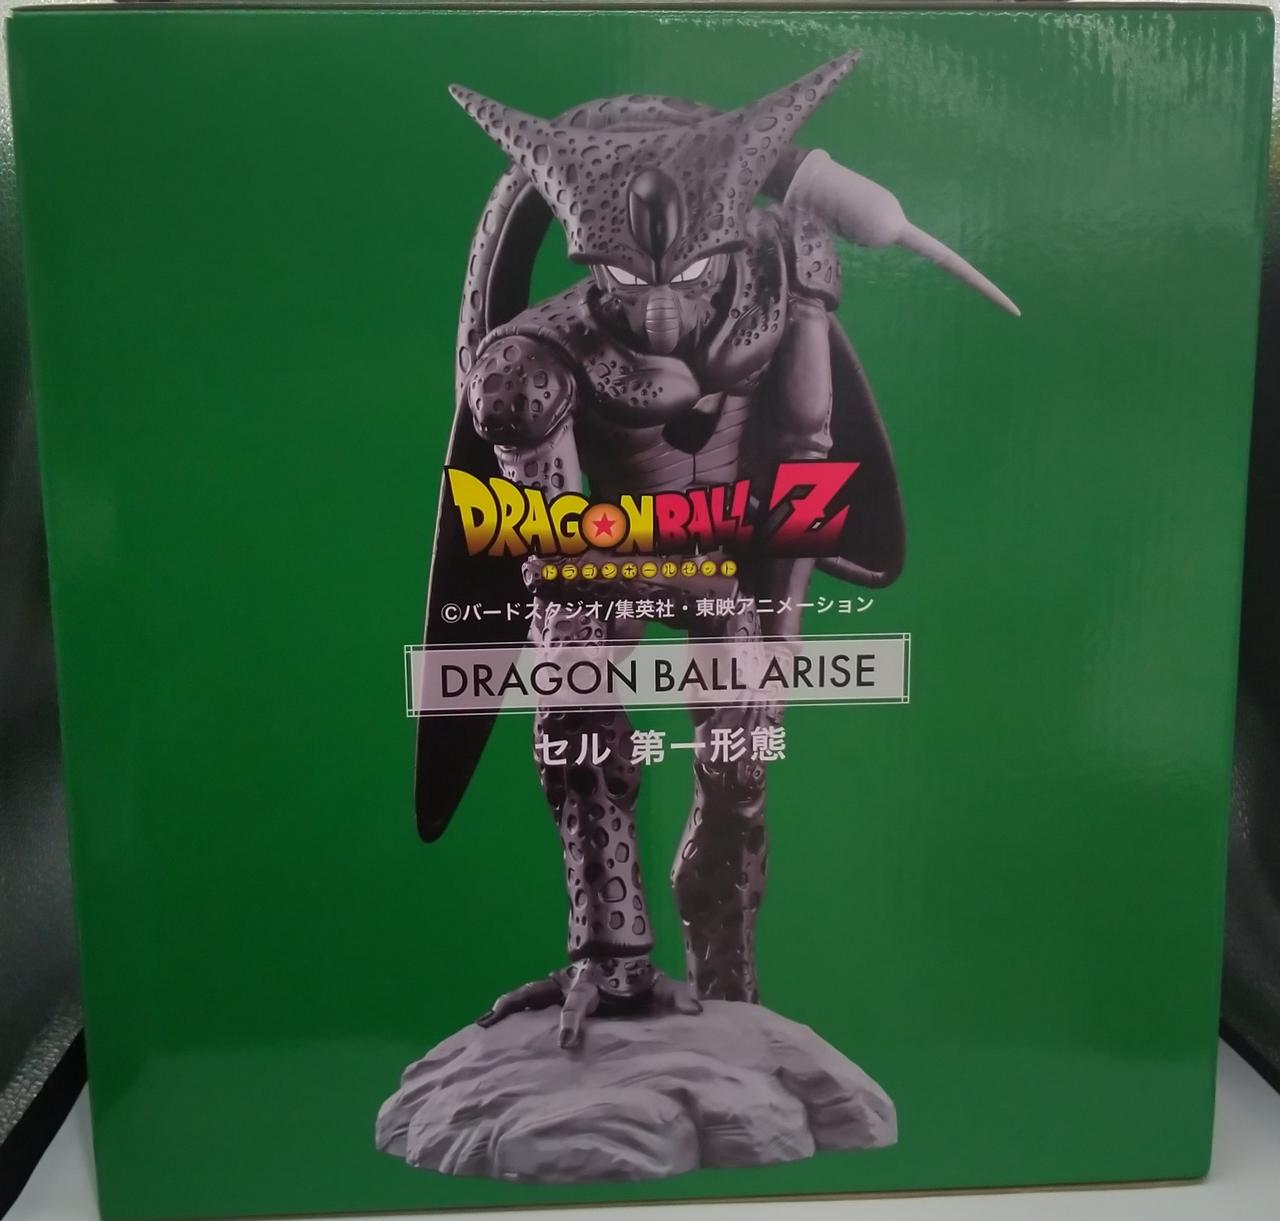 DRAGON BALL Z
ドラゴンボールゼット
©バードスタジオ/集英社・東映アニメーション
DRAGON BALL ARISE
セル 第一形態